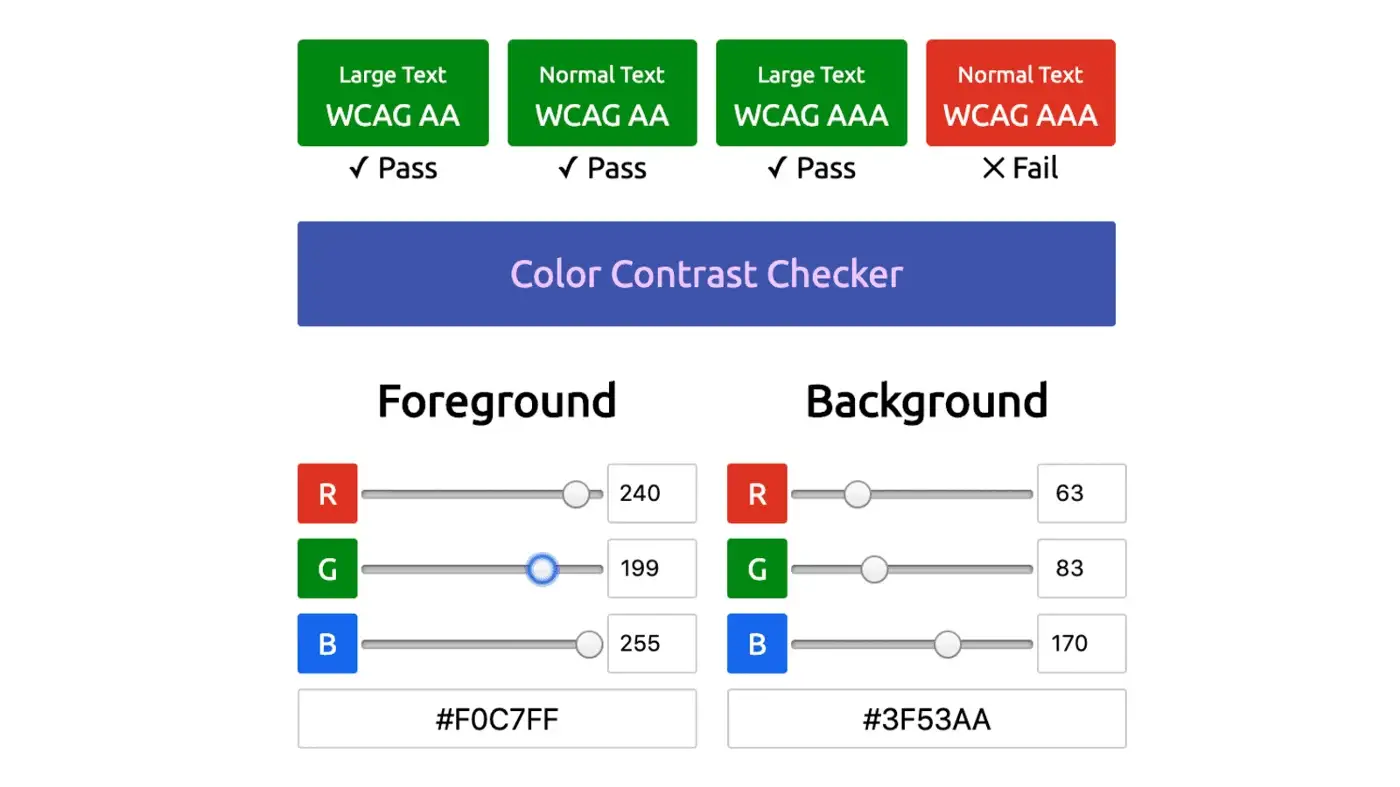 Large Text
WCAG AA
✓ Pass
Normal Text
WCAG AA
✓ Pass
Large Text
WCAG AAA
✓ Pass
Normal Text
WCAG AAA
✕ Fail
Color Contrast Checker
Foreground
R 240
G 199
B 255
#F0C7FF
Background
R 63
G 83
B 170
#3F53AA